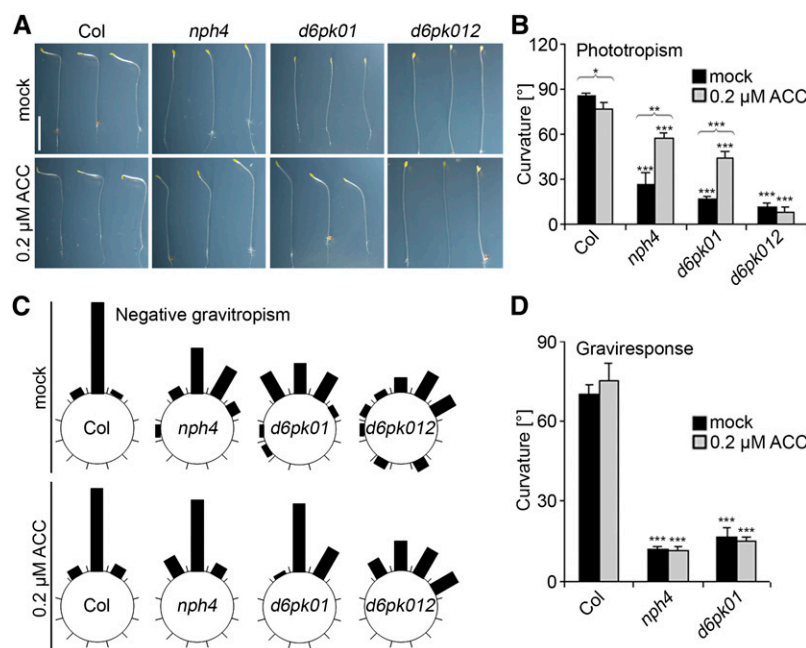 A
Col nph4 d6pk01 d6pk012
mock
0.2 µM ACC
B
Phototropism
mock
0.2 µM ACC
Curvature [°]
120
90
60
30
0
*
**
***
***
***
***
***
***
***
Col nph4 d6pk01 d6pk012
C
Negative gravitropism
mock
Col nph4 d6pk01 d6pk012
0.2 µM ACC
Col nph4 d6pk01 d6pk012
D
Graviresponse
mock
0.2 µM ACC
Curvature [°]
90
60
30
0
*** ***
*** ***
Col nph4 d6pk01